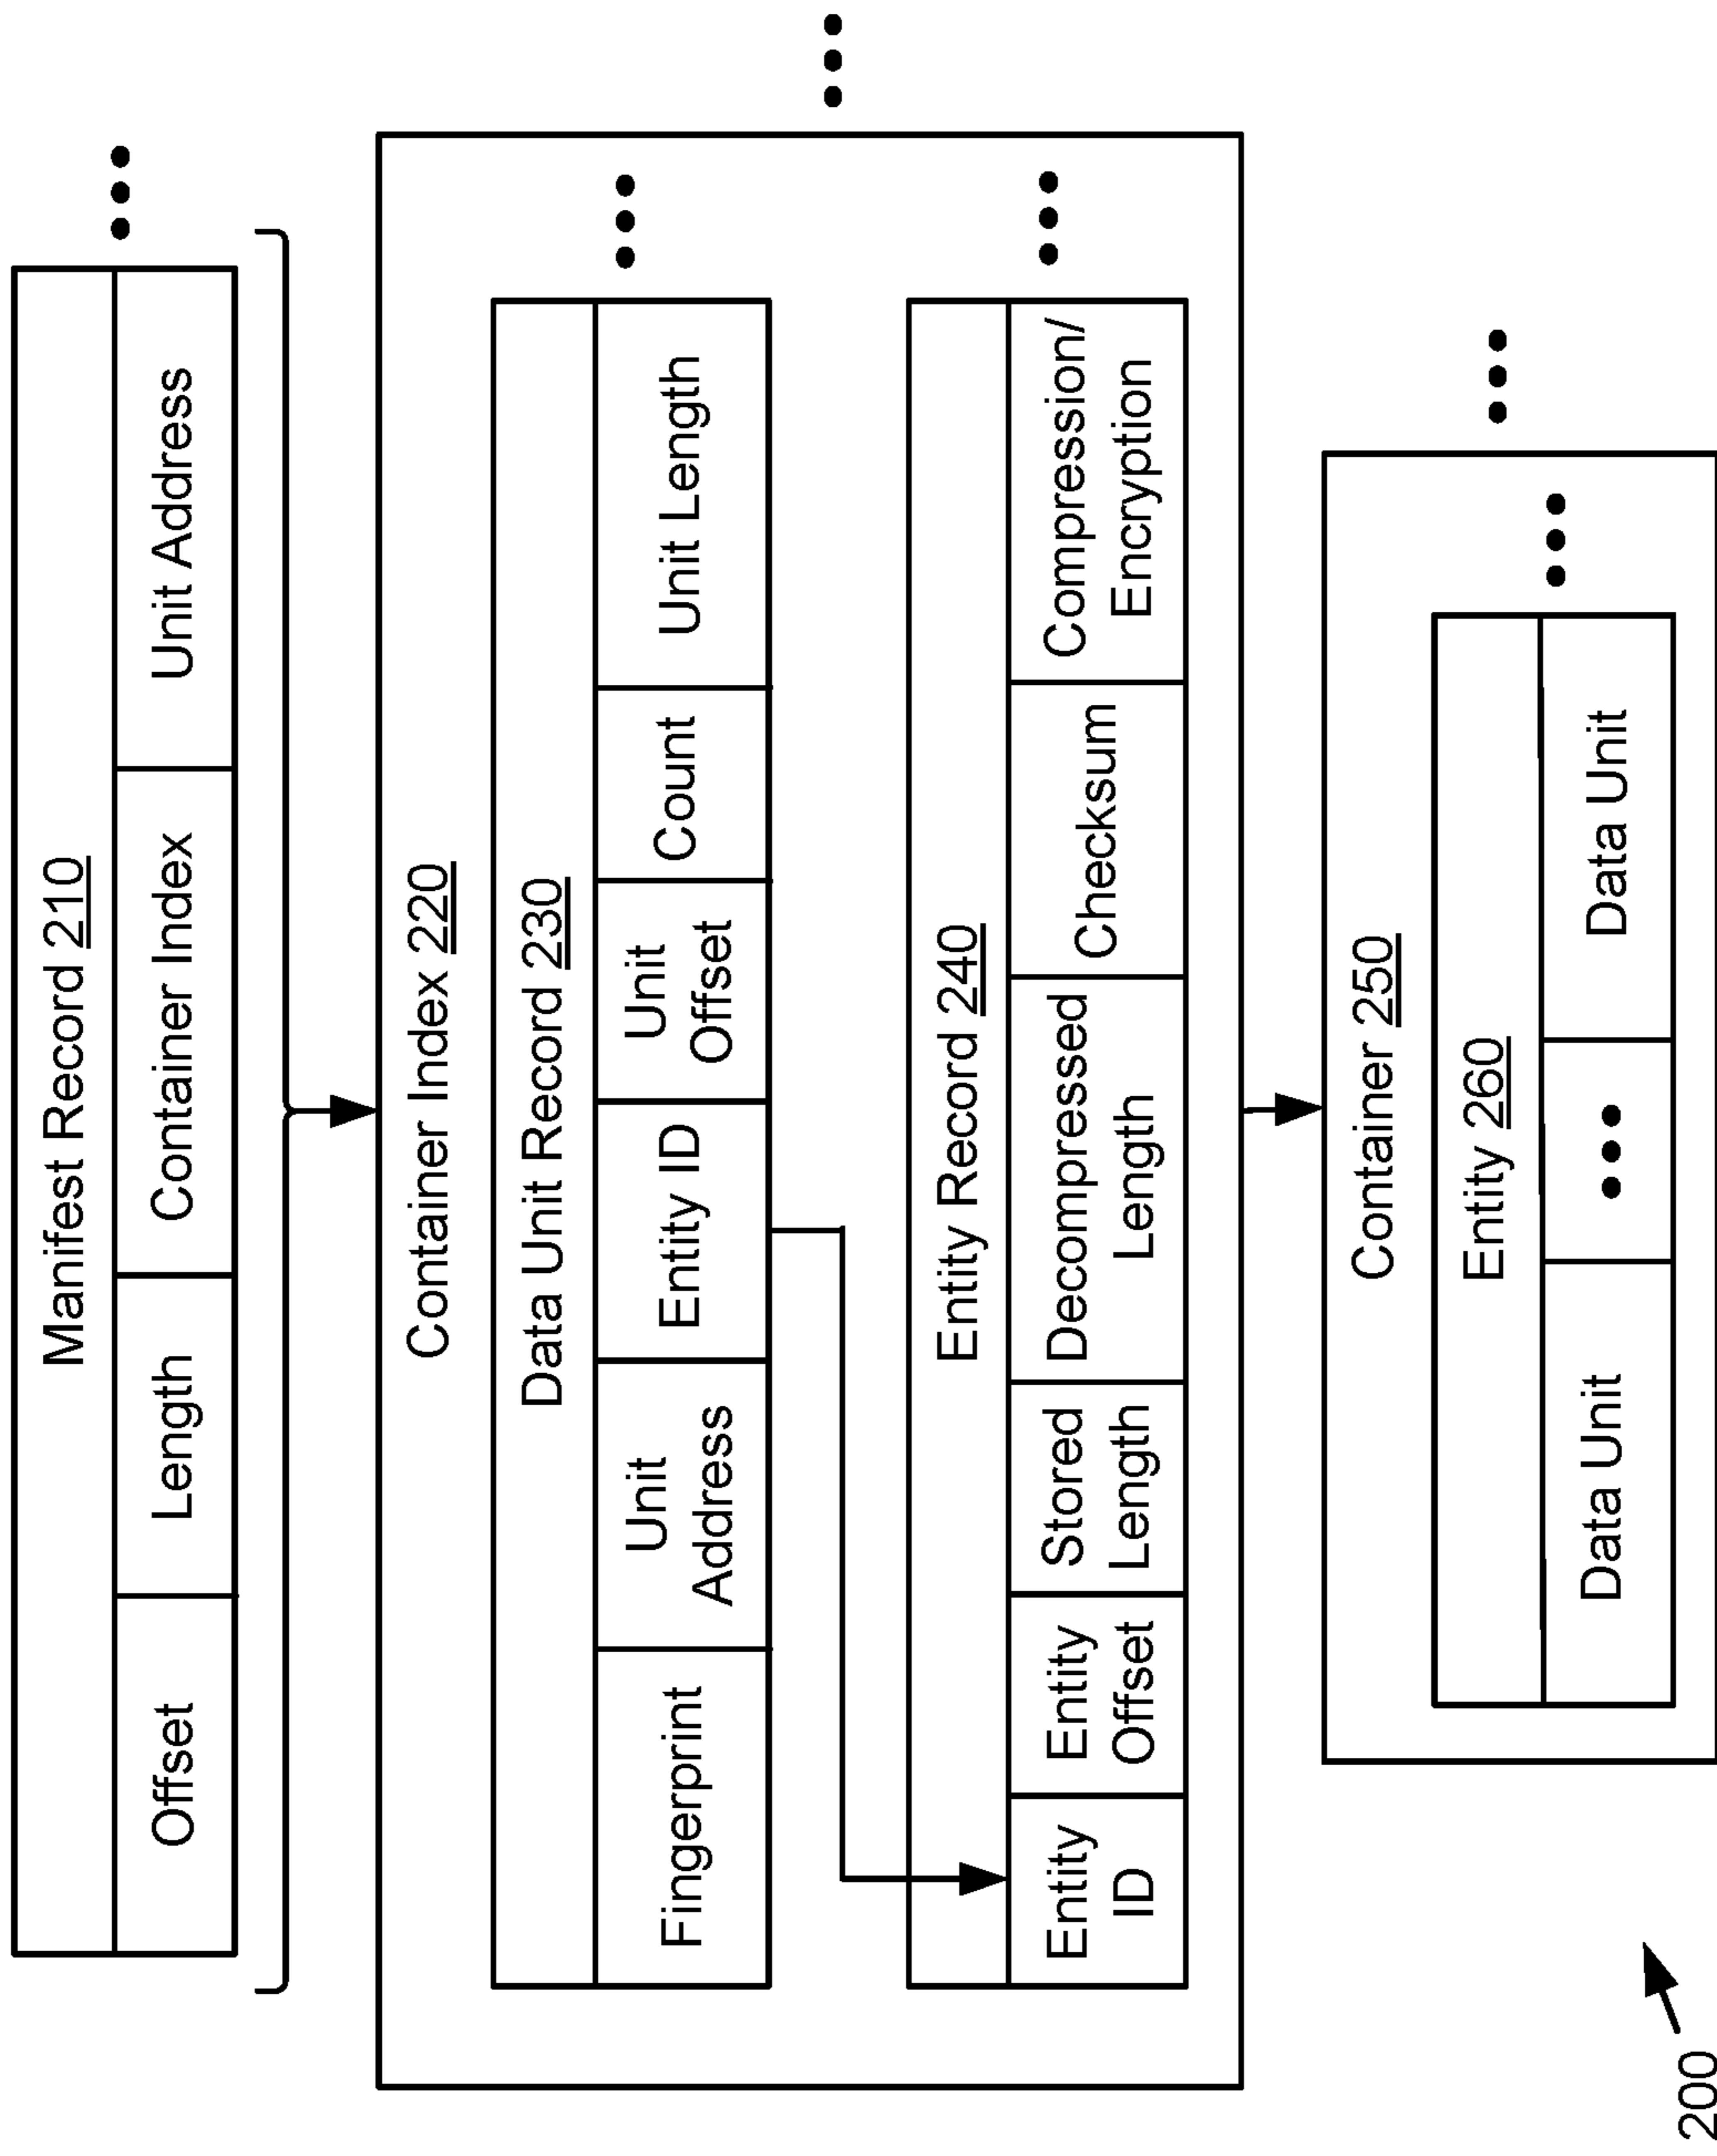 Manifest Record 210
Offset
Length
Container Index
Unit Address
Container Index 220
Data Unit Record 230
Fingerprint
Unit
Address
Entity ID
Unit
Offset
Count
Unit Length
Entity Record 240
Entity
ID
Entity
Offset
Stored
Length
Decompressed
Length
Checksum
Compression/
Encryption
Container 250
Entity 260
Data Unit
Data Unit
200